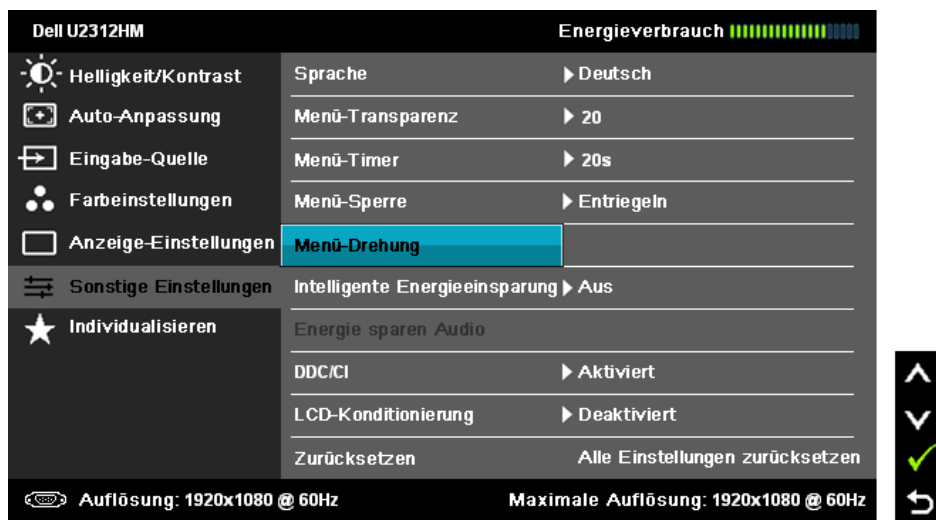 Dell U2312HM
Energieverbrauch
Helligkeit/Kontrast
Sprache
Deutsch
Auto-Anpassung
Menü-Transparenz
20
Eingabe-Quelle
Menü-Timer
20s
Farbeinstellungen
Menü-Sperre
Entriegeln
Anzeige-Einstellungen
Menü-Drehung
Sonstige Einstellungen
Intelligente Energieeinsparung
Aus
Individualisieren
Energie sparen Audio
DDC/CI
Aktiviert
LCD-Konditionierung
Deaktiviert
Zurücksetzen
Alle Einstellungen zurücksetzen
Auflösung: 1920x1080 @ 60Hz
Maximale Auflösung: 1920x1080 @ 60Hz